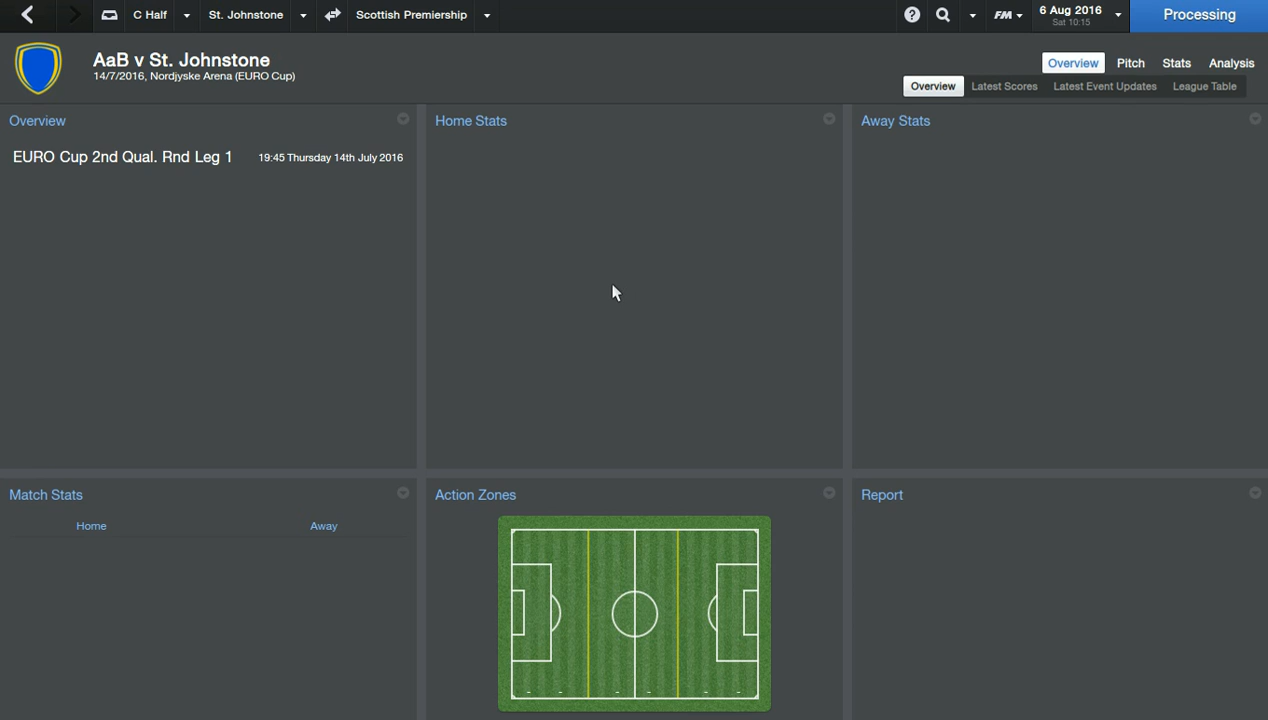 C Half
St. Johnstone
Scottish Premiership
FM
6 Aug 2016
Sat 10:15
Processing
AaB v St. Johnstone
14/7/2016, Nordjyske Arena (EURO Cup)
Overview Pitch Stats Analysis
Overview Latest Scores Latest Event Updates League Table
Overview
Home Stats
Away Stats
EURO Cup 2nd Qual. Rnd Leg 1 19:45 Thursday 14th July 2016
Match Stats
Action Zones
Report
Home Away